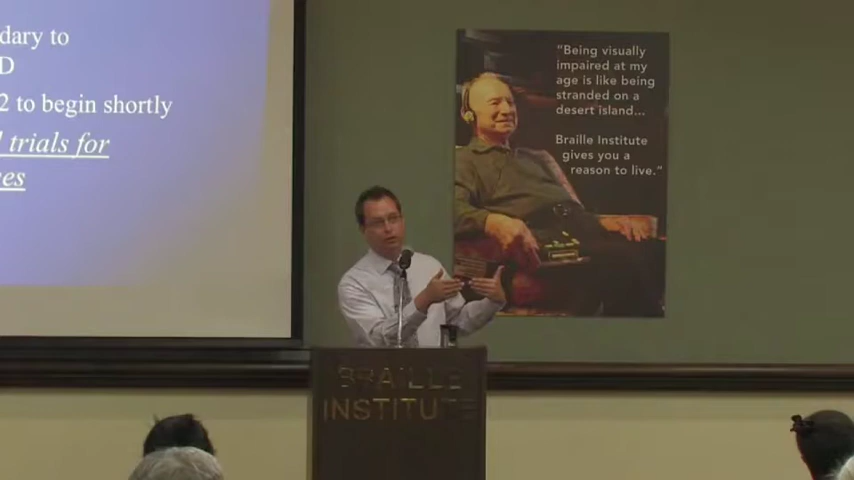 dary to
D
2 to begin shortly
l trials for
es
"Being visually
impaired at my
age is like being
stranded on a
desert island...
Braille Institute
gives you a
reason to live."
BRAILLE
INSTITUTE